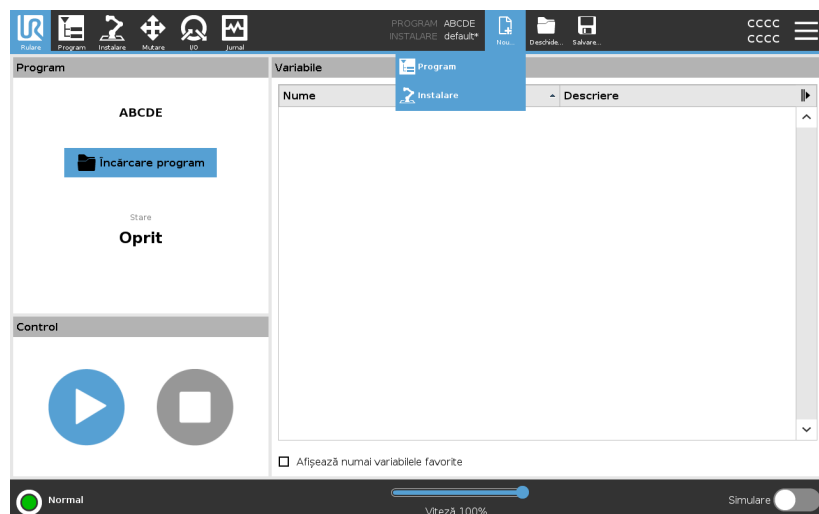 UR
Rulare
Program
Instalare
Mutare
I/O
Jurnal
PROGRAM ABCDE
INSTALARE default*
Nou...
Deschide...
Salvare...
CCCC
CCCC
Program
Instalare
Program
ABCDE
Încărcare program
Stare
Oprit
Control
Variabile
Nume
Descriere
Afișează numai variabilele favorite
Normal
Viteză 100%
Simulare